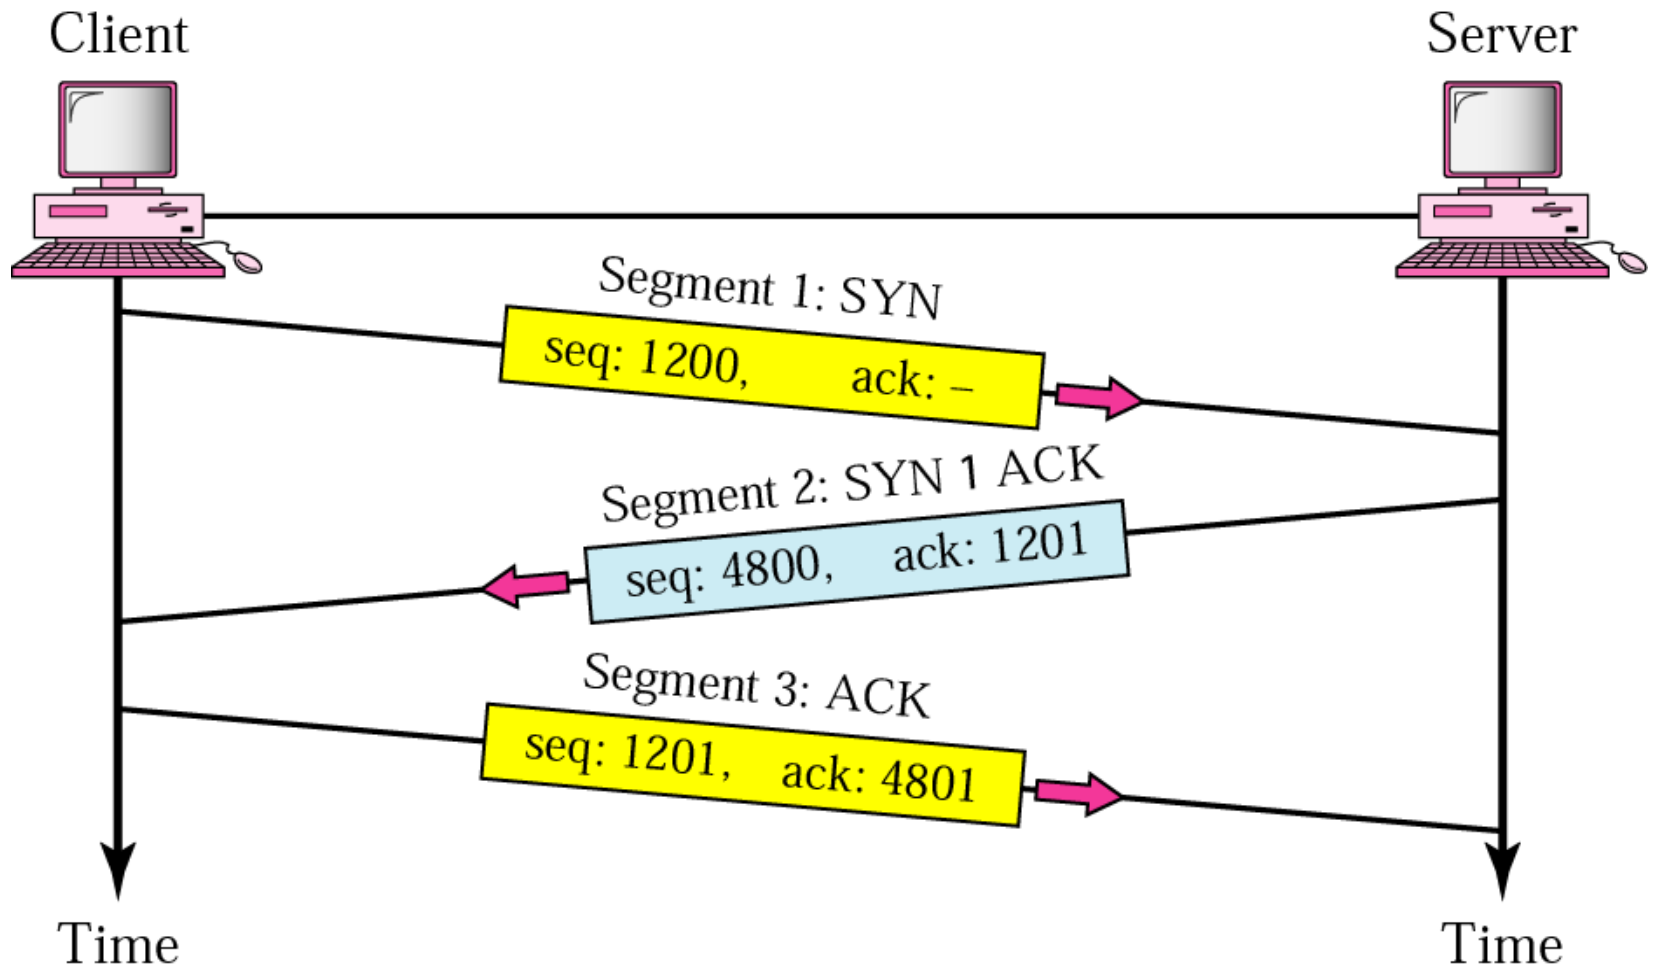 Client
Server
Segment 1: SYN
seq: 1200, ack: –
Segment 2: SYN 1 ACK
seq: 4800, ack: 1201
Segment 3: ACK
seq: 1201, ack: 4801
Time
Time